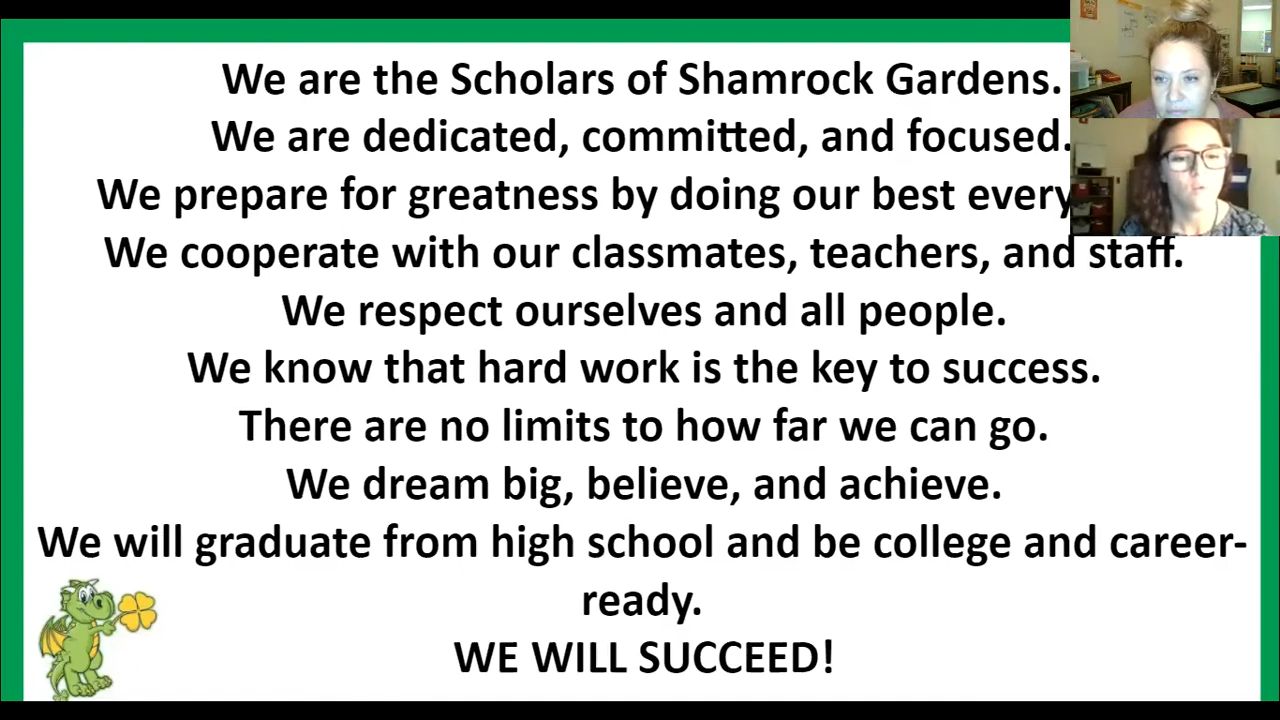 We are the Scholars of Shamrock Gardens.
We are dedicated, committed, and focused.
We prepare for greatness by doing our best every
We cooperate with our classmates, teachers, and staff.
We respect ourselves and all people.
We know that hard work is the key to success.
There are no limits to how far we can go.
We dream big, believe, and achieve.
We will graduate from high school and be college and career-
ready.
WE WILL SUCCEED!